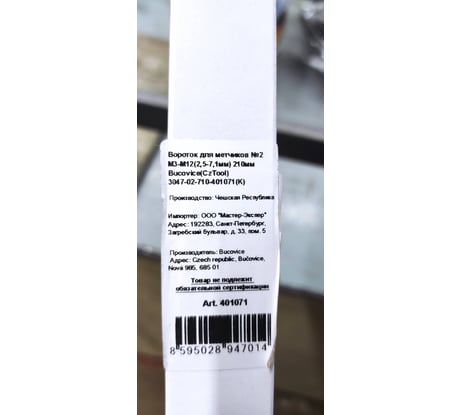 Вороток для метчиков №2
М3-М12(2,5-7,1мм) 210мм
Bucovice(CzTool)
3047-02-710-401071(K)
Производство: Чешская Республика
Импортер: ООО "Мастер-Экспер"
Адрес: 192283, Санкт-Петербург,
Загребский бульвар, д. 33, пом. 5
Производитель: Bucovice
Адрес: Czech republic, Bučovice,
Nova 985, 685 01
Товар не подлежит
обязательной сертификации
Art. 401071
8 595028 947014